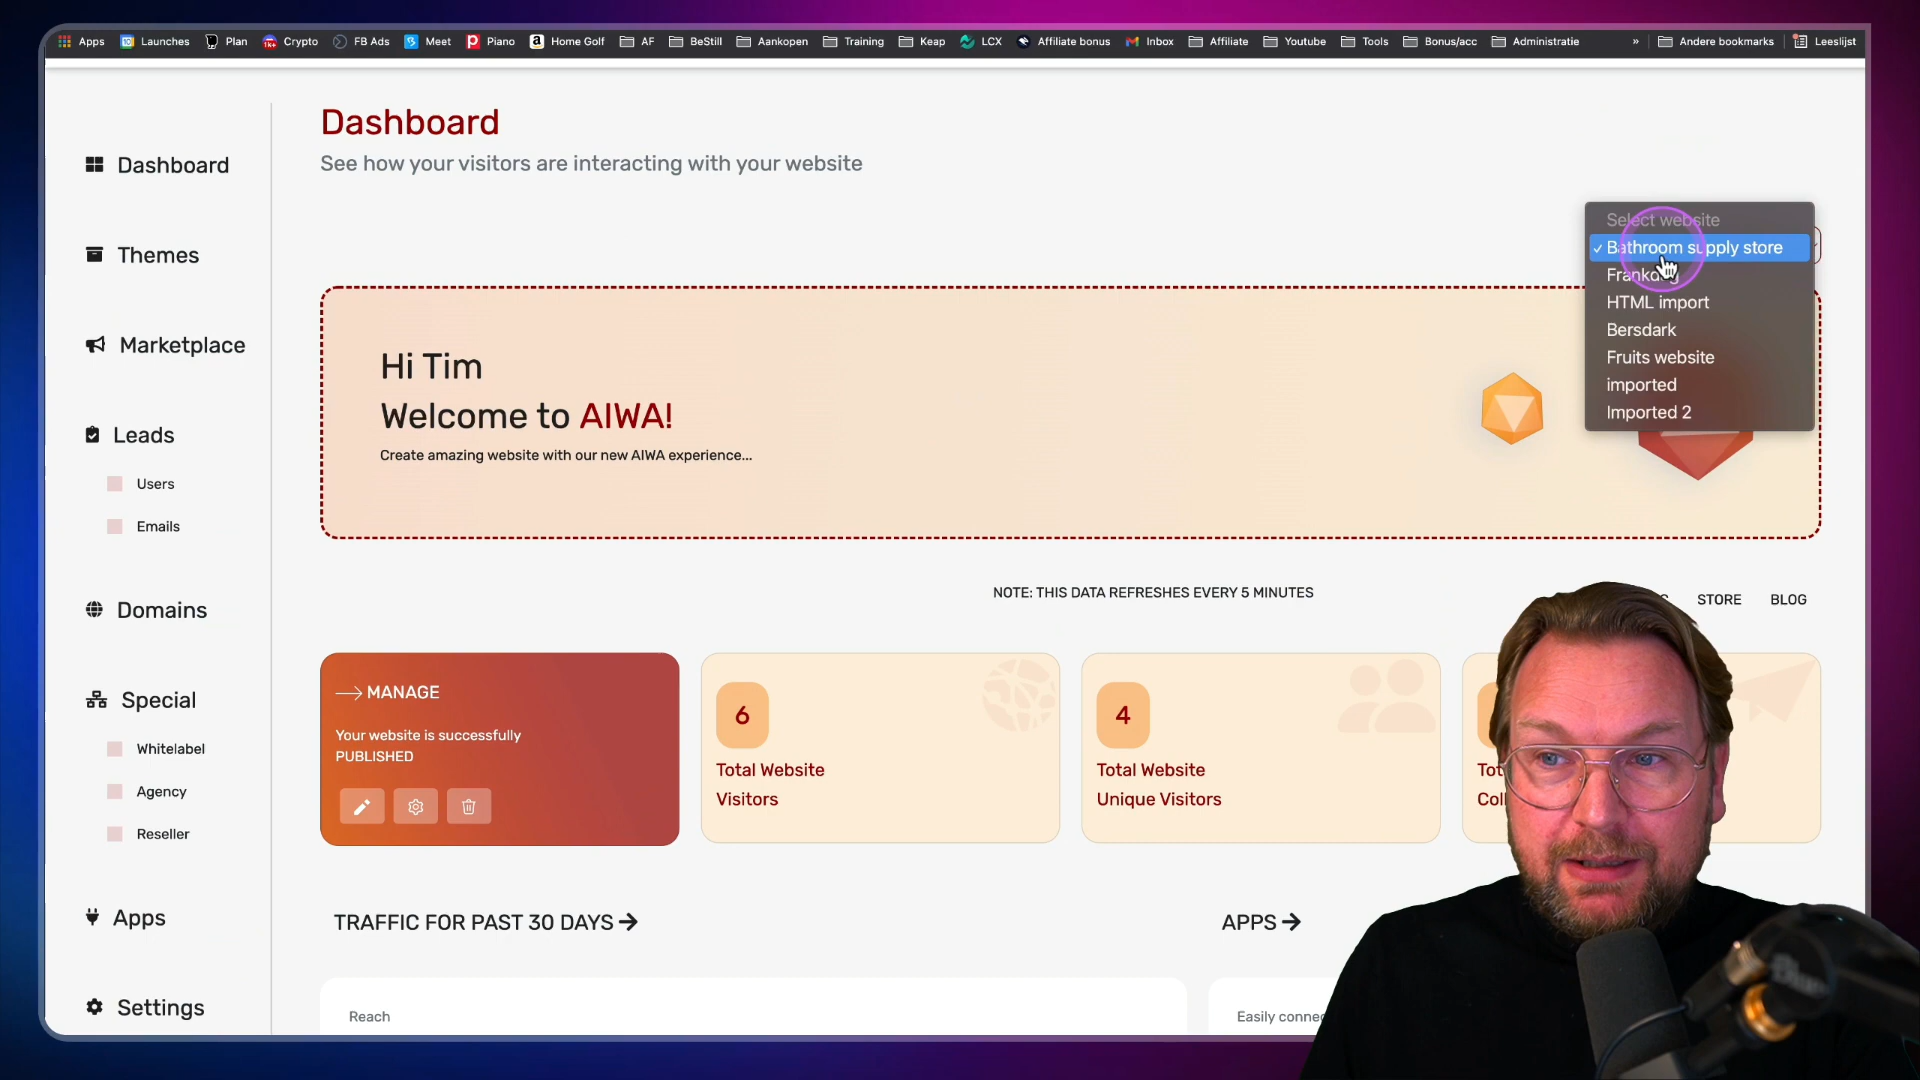 Apps Launches Plan Crypto FB Ads Meet Piano Home Golf AF BeStill Aankopen Training Keap LCX Affiliate bonus Inbox Affiliate Youtube Tools Bonus/acc Administratie » Andere bookmarks Leeslijst
Dashboard
See how your visitors are interacting with your website
Dashboard
Themes
Marketplace
Leads
Users
Emails
Domains
Special
Whitelabel
Agency
Reseller
Apps
Settings
Select website
✓ Bathroom supply store
HTML import
Bersdark
Fruits website
imported
Imported 2
Hi Tim
Welcome to AIWA!
Create amazing website with our new AIWA experience...
NOTE: THIS DATA REFRESHES EVERY 5 MINUTES
STORE BLOG
MANAGE
Your website is successfully
PUBLISHED
6
Total Website
Visitors
4
Total Website
Unique Visitors
TRAFFIC FOR PAST 30 DAYS
APPS
Reach
Easily